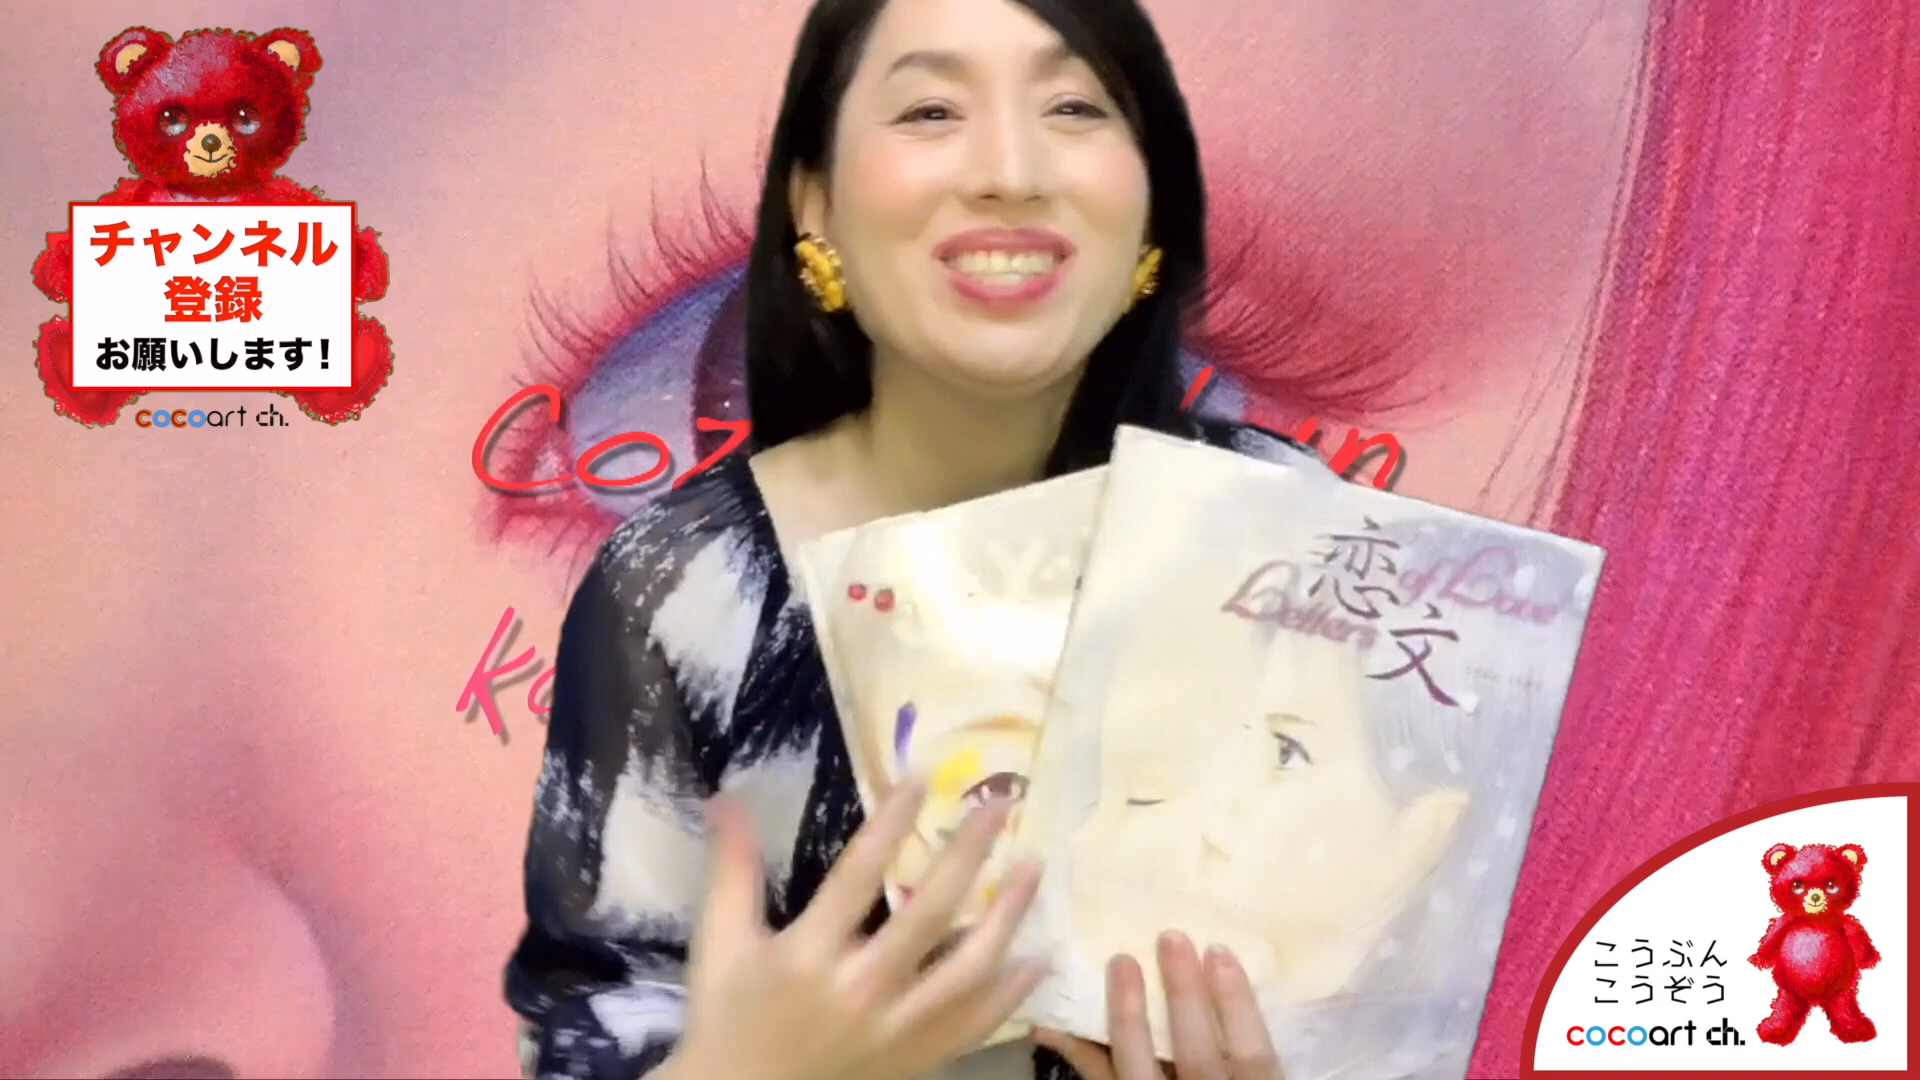 チャンネル
登録
お願いします!
cocoart ch.
恋文
Letters of Love
こうぶん
こうぞう
cocoart ch.